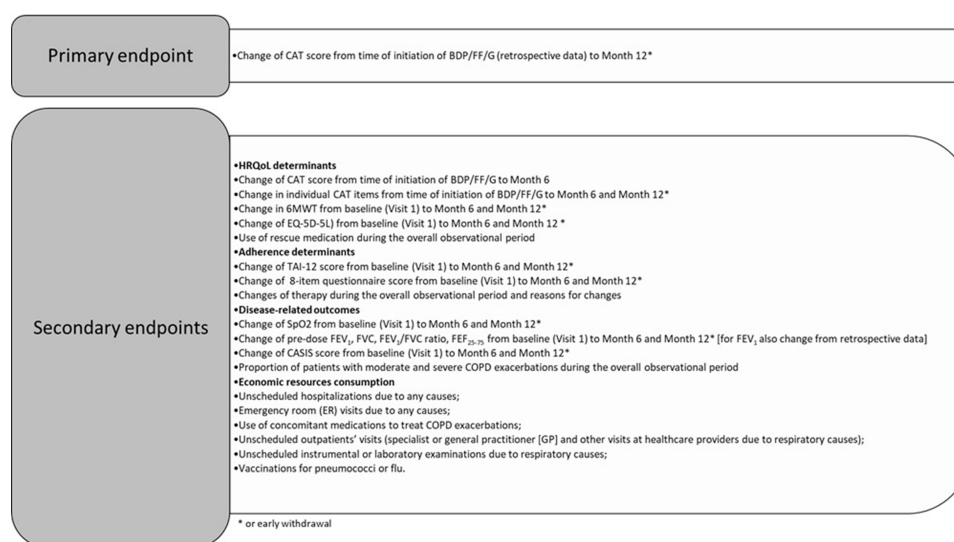 Primary endpoint
•Change of CAT score from time of initiation of BDP/FF/G (retrospective data) to Month 12*
Secondary endpoints
•HRQoL determinants
•Change of CAT score from time of initiation of BDP/FF/G to Month 6
•Change in individual CAT items from time of initiation of BDP/FF/G to Month 6 and Month 12*
•Change in 6MWT from baseline (Visit 1) to Month 6 and Month 12*
•Change of EQ-5D-5L) from baseline (Visit 1) to Month 6 and Month 12 *
•Use of rescue medication during the overall observational period
•Adherence determinants
•Change of TAI-12 score from baseline (Visit 1) to Month 6 and Month 12*
•Change of 8-item questionnaire score from baseline (Visit 1) to Month 6 and Month 12*
•Changes of therapy during the overall observational period and reasons for changes
•Disease-related outcomes
•Change of SpO2 from baseline (Visit 1) to Month 6 and Month 12*
•Change of pre-dose FEV₁, FVC, FEV₁/FVC ratio, FEF₂₅₋₇₅ from baseline (Visit 1) to Month 6 and Month 12* [for FEV₁ also change from retrospective data]
•Change of CASIS score from baseline (Visit 1) to Month 6 and Month 12*
•Proportion of patients with moderate and severe COPD exacerbations during the overall observational period
•Economic resources consumption
•Unscheduled hospitalizations due to any causes;
•Emergency room (ER) visits due to any causes;
•Use of concomitant medications to treat COPD exacerbations;
•Unscheduled outpatients' visits (specialist or general practitioner [GP] and other visits at healthcare providers due to respiratory causes);
•Unscheduled instrumental or laboratory examinations due to respiratory causes;
•Vaccinations for pneumococci or flu.
* or early withdrawal